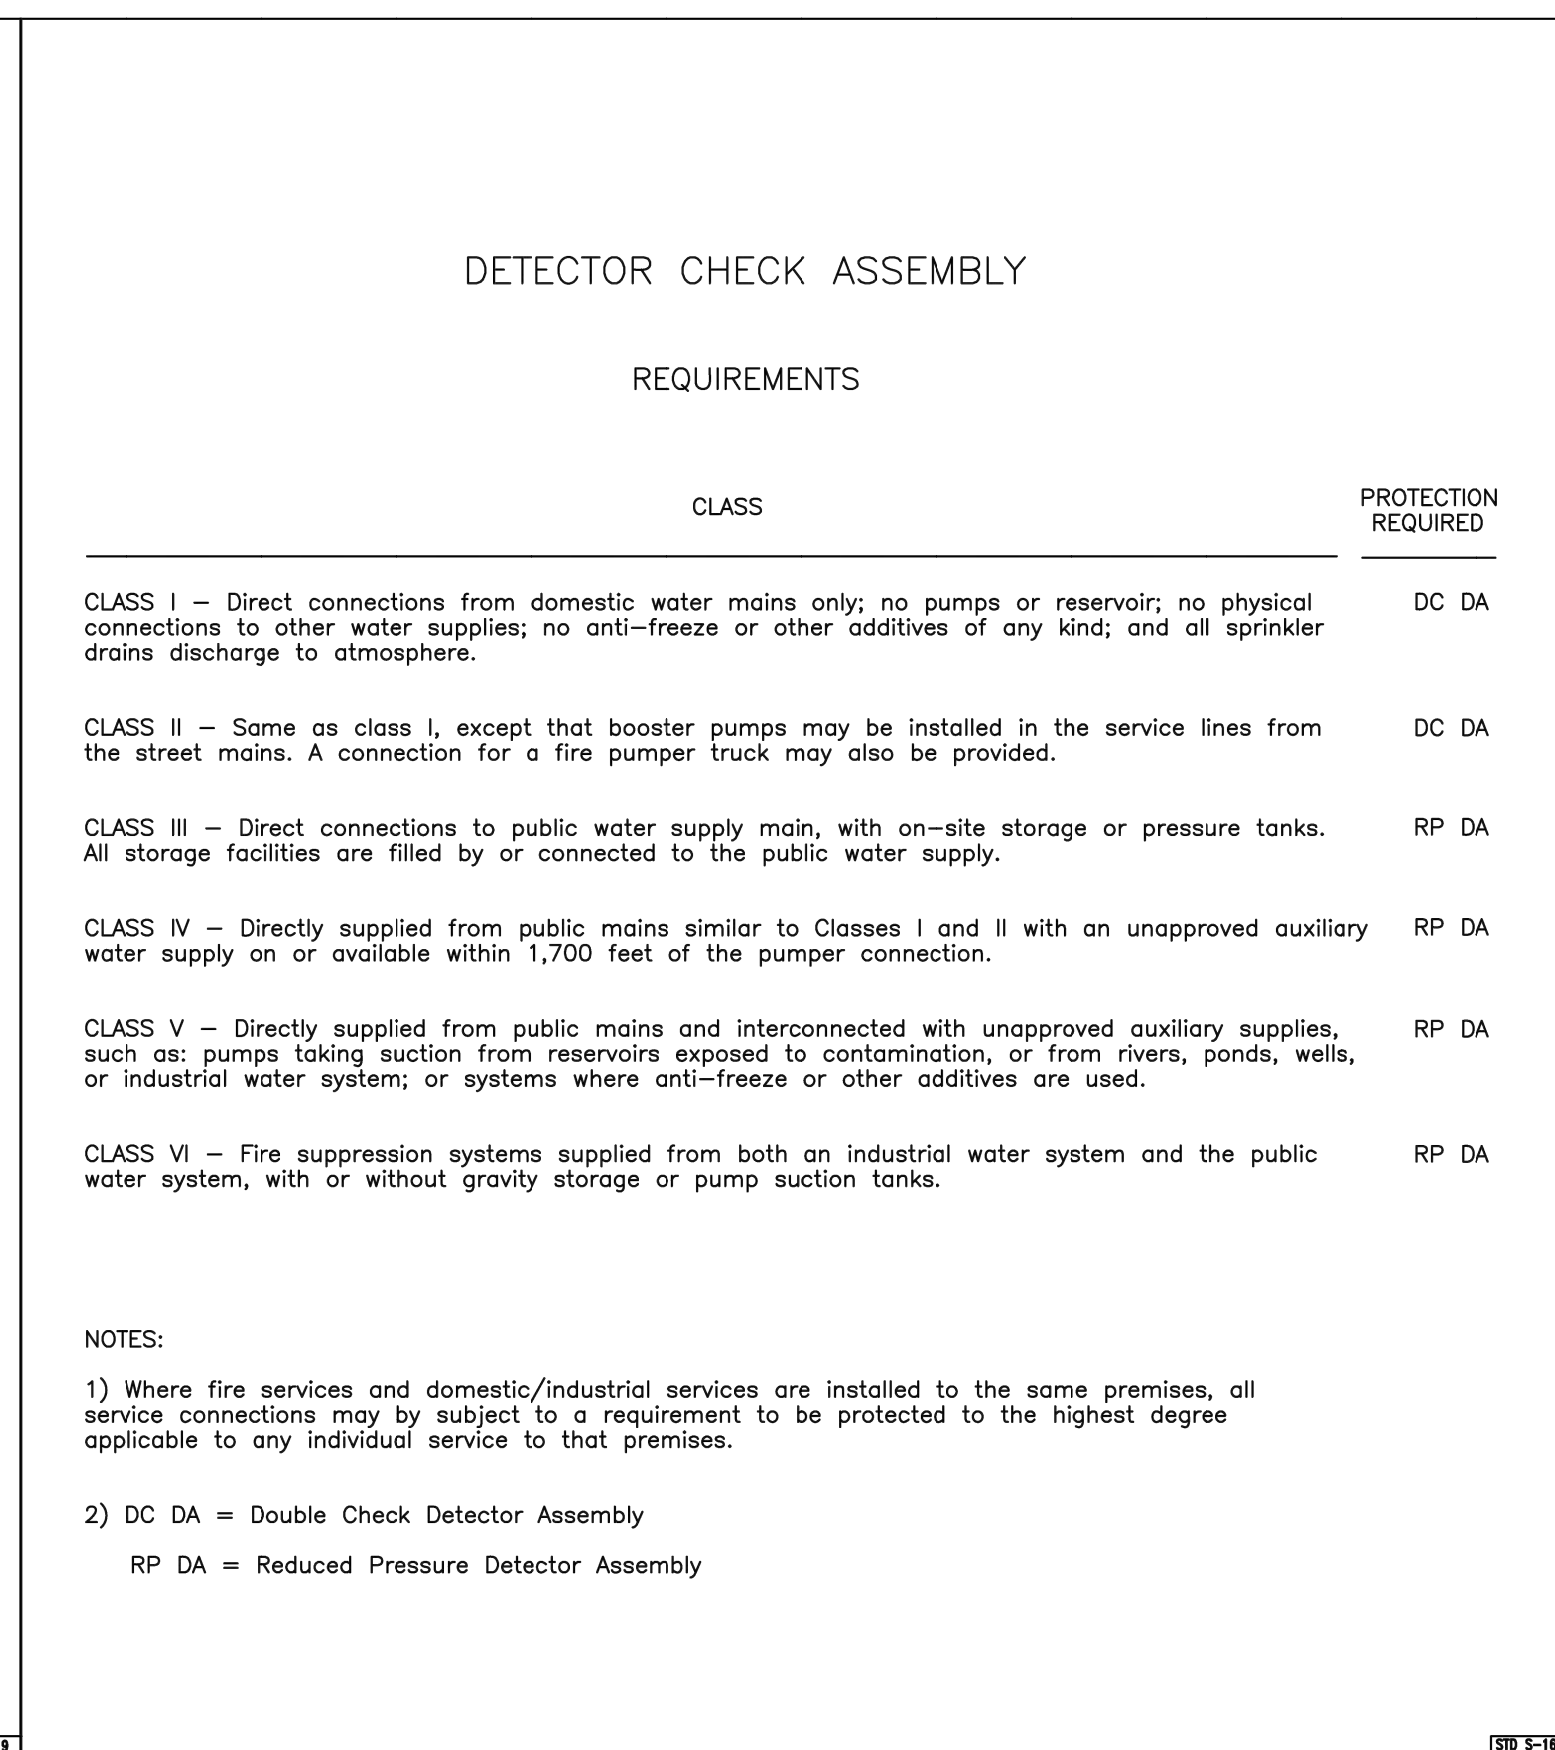 DETECTOR CHECK ASSEMBLY
REQUIREMENTS
CLASS
PROTECTION
REQUIRED
CLASS I – Direct connections from domestic water mains only; no pumps or reservoir; no physical DC DA
connections to other water supplies; no anti–freeze or other additives of any kind; and all sprinkler
drains discharge to atmosphere.
CLASS II – Same as class I, except that booster pumps may be installed in the service lines from DC DA
the street mains. A connection for a fire pumper truck may also be provided.
CLASS III – Direct connections to public water supply main, with on–site storage or pressure tanks. RP DA
All storage facilities are filled by or connected to the public water supply.
CLASS IV – Directly supplied from public mains similar to Classes I and II with an unapproved auxiliary RP DA
water supply on or available within 1,700 feet of the pumper connection.
CLASS V – Directly supplied from public mains and interconnected with unapproved auxiliary supplies, RP DA
such as: pumps taking suction from reservoirs exposed to contamination, or from rivers, ponds, wells,
or industrial water system; or systems where anti–freeze or other additives are used.
CLASS VI – Fire suppression systems supplied from both an industrial water system and the public RP DA
water system, with or without gravity storage or pump suction tanks.
NOTES:
1) Where fire services and domestic/industrial services are installed to the same premises, all
service connections may by subject to a requirement to be protected to the highest degree
applicable to any individual service to that premises.
2) DC DA = Double Check Detector Assembly
RP DA = Reduced Pressure Detector Assembly
9
STD S–16